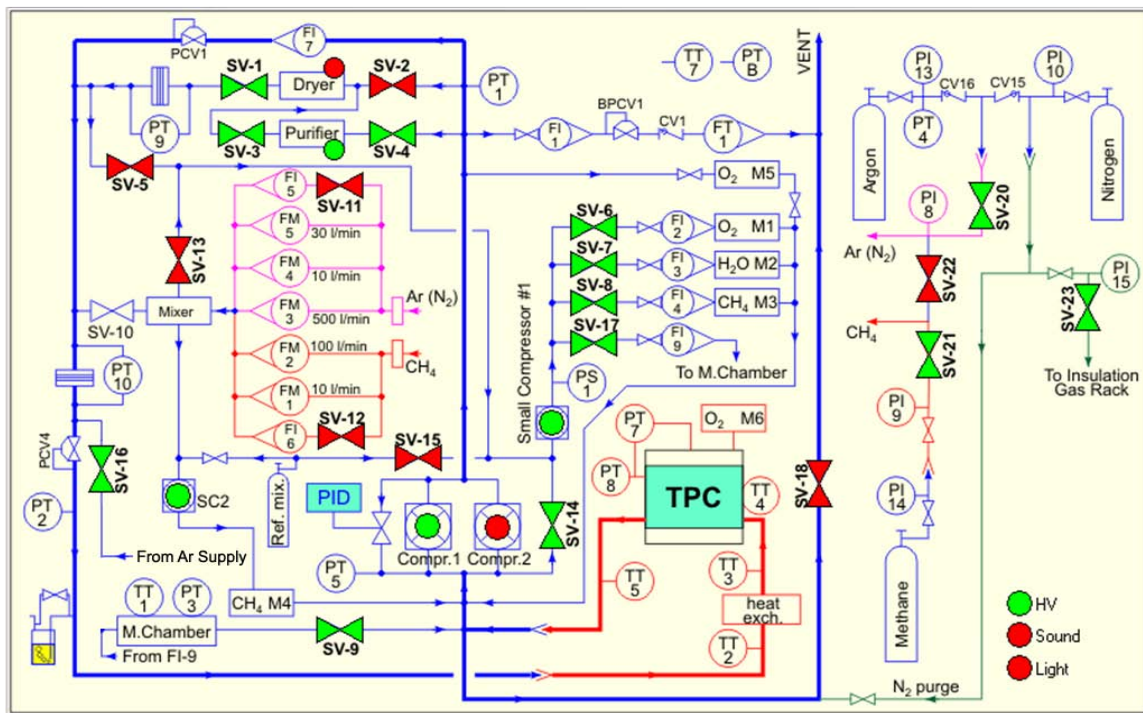 PCV1
FI
7
SV-1
Dryer
SV-2
PT
1
TT
7
PT
B
VENT
PI
13
CV16
CV15
PI
10
PT
9
SV-3
Purifier
SV-4
FI
1
BPCV1
CV1
FT
1
PT
4
Argon
Nitrogen
SV-5
FI
5
SV-11
O2 M5
SV-20
PI
8
FM
5
30 l/min
SV-6
FI
2
O2 M1
Ar (N2)
SV-13
FM
4
10 l/min
SV-7
FI
3
H2O M2
SV-22
SV-23
PI
15
SV-10
Mixer
FM
3
500 l/min
Ar (N2)
SV-8
FI
4
CH4 M3
FM
2
100 l/min
CH4
SV-17
FI
9
To M.Chamber
CH4
SV-21
To Insulation
Gas Rack
PT
10
FM
1
10 l/min
Small Compressor #1
PS
1
PI
9
FI
6
SV-12
PCV4
SV-16
SV-15
PT
7
O2 M6
SV-18
PT
2
SC2
Ref. mix.
PID
SV-14
PT
8
TPC
TT
4
PI
14
From Ar Supply
PT
5
Compr.1
Compr.2
TT
5
TT
3
TT
1
PT
3
CH4 M4
heat
exch.
Methane
HV
M.Chamber
SV-9
TT
2
Sound
From FI-9
Light
N2 purge